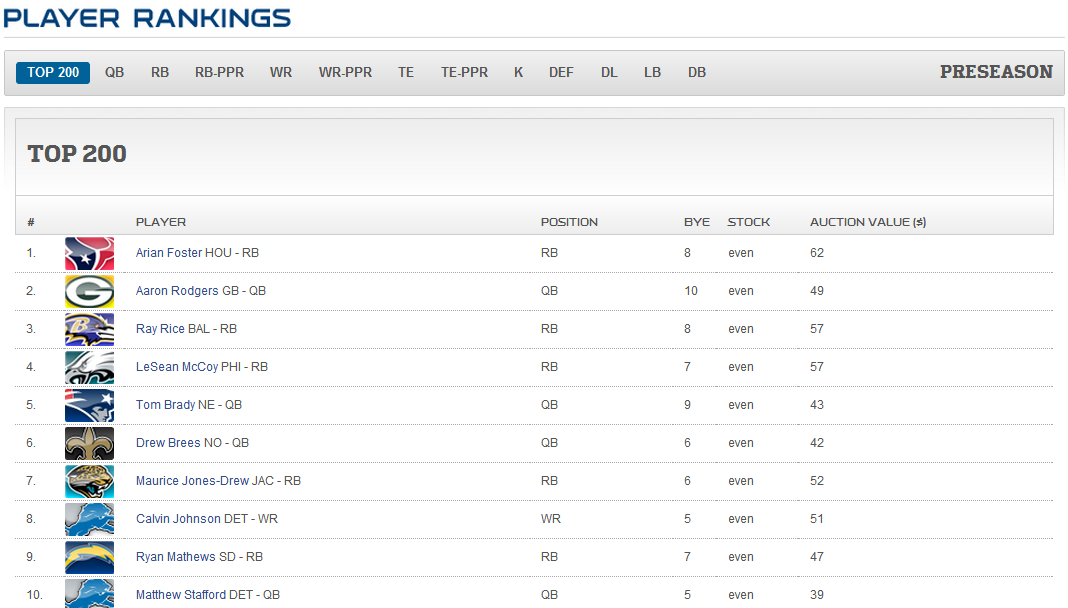 PLAYER RANKINGS
TOP 200 QB RB RB-PPR WR WR-PPR TE TE-PPR K DEF DL LB DB PRESEASON
TOP 200
# PLAYER POSITION BYE STOCK AUCTION VALUE ($)
1. Arian Foster HOU - RB RB 8 even 62
2. Aaron Rodgers GB - QB QB 10 even 49
3. Ray Rice BAL - RB RB 8 even 57
4. LeSean McCoy PHI - RB RB 7 even 57
5. Tom Brady NE - QB QB 9 even 43
6. Drew Brees NO - QB QB 6 even 42
7. Maurice Jones-Drew JAC - RB RB 6 even 52
8. Calvin Johnson DET - WR WR 5 even 51
9. Ryan Mathews SD - RB RB 7 even 47
10. Matthew Stafford DET - QB QB 5 even 39